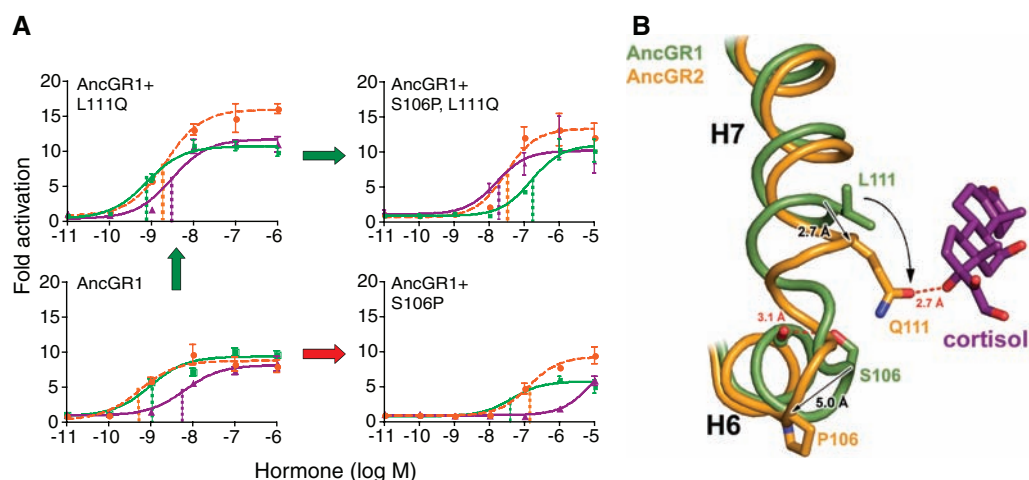 A
AncGR1+
L111Q
20
15
10
5
0
-11 -10 -9 -8 -7 -6
AncGR1+
S106P, L111Q
20
15
10
5
0
-11 -10 -9 -8 -7 -6 -5
Fold activation
AncGR1
20
15
10
5
0
-11 -10 -9 -8 -7 -6
AncGR1+
S106P
20
15
10
5
0
-11 -10 -9 -8 -7 -6 -5
Hormone (log M)
B
AncGR1
AncGR2
H7
L111
2.7 Å
2.7 Å
Q111
cortisol
3.1 Å
S106
5.0 Å
H6
P106